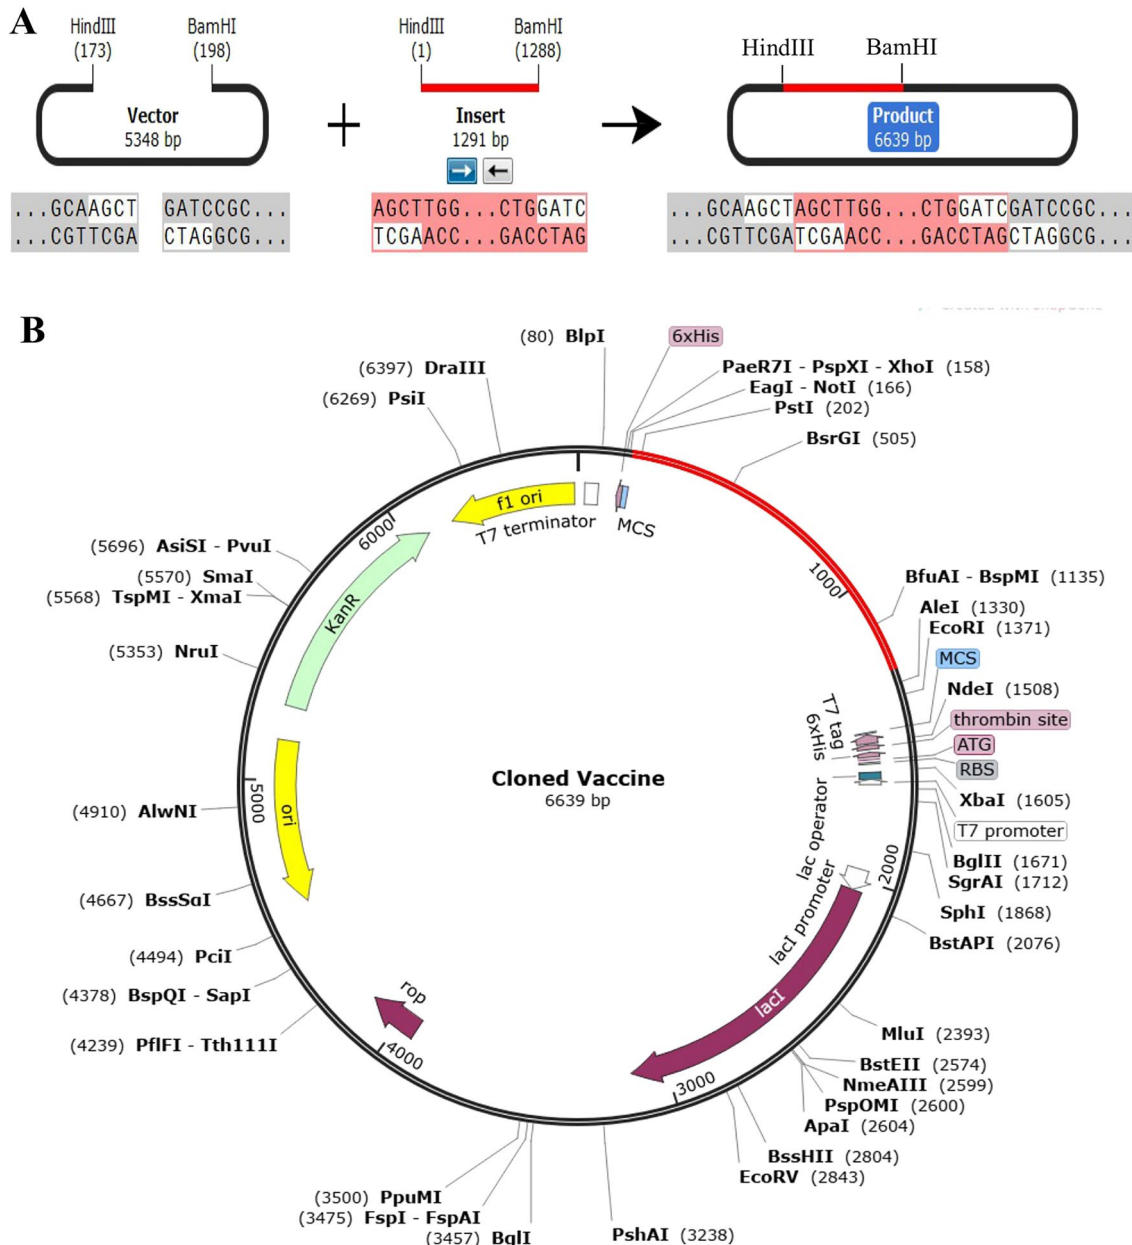 A
HindIII
(173)
BamHI
(198)
Vector
5348 bp
HindIII
(1)
BamHI
(1288)
Insert
1291 bp
HindIII
BamHI
Product
6639 bp
...GCAAGCT GATCCGC...
...CGTTCGA CTAGGCG...
AGCTTGG...CTGGATC
TCGAACC...GACCTAG
...GCAAGCTAGCTTGG...CTGGATCGATCCGC...
...CGTTCGATCGAACC...GACCTAGCTAGGCG...
B
(80) BlpI
6xHis
(6397) DraIII
(6269) PsiI
PaeR7I - PspXI - XhoI (158)
EagI - NotI (166)
PstI (202)
BsrGI (505)
f1 ori
T7 terminator
MCS
6000
1000
(5696) AsiSI - PvuI
(5570) SmaI
(5568) TspMI - XmaI
(5353) NruI
KanR
BfuAI - BspMI (1135)
AleI (1330)
EcoRI (1371)
MCS
NdeI (1508)
thrombin site
ATG
RBS
XbaI (1605)
T7 promoter
BglII (1671)
SgrAI (1712)
SphI (1868)
BstAPI (2076)
T7 tag
6xHis
lac operator
lacI promoter
lacI
2000
Cloned Vaccine
6639 bp
5000
ori
(4910) AlwNI
(4667) BssSαI
(4494) PciI
(4378) BspQI - SapI
(4239) PflFI - Tth111I
rop
4000
3000
MluI (2393)
BstEII (2574)
NmeAIII (2599)
PspOMI (2600)
ApaI (2604)
BssHII (2804)
EcoRV (2843)
(3500) PpuMI
(3475) FspI - FspAI
(3457) BglI
PshAI (3238)